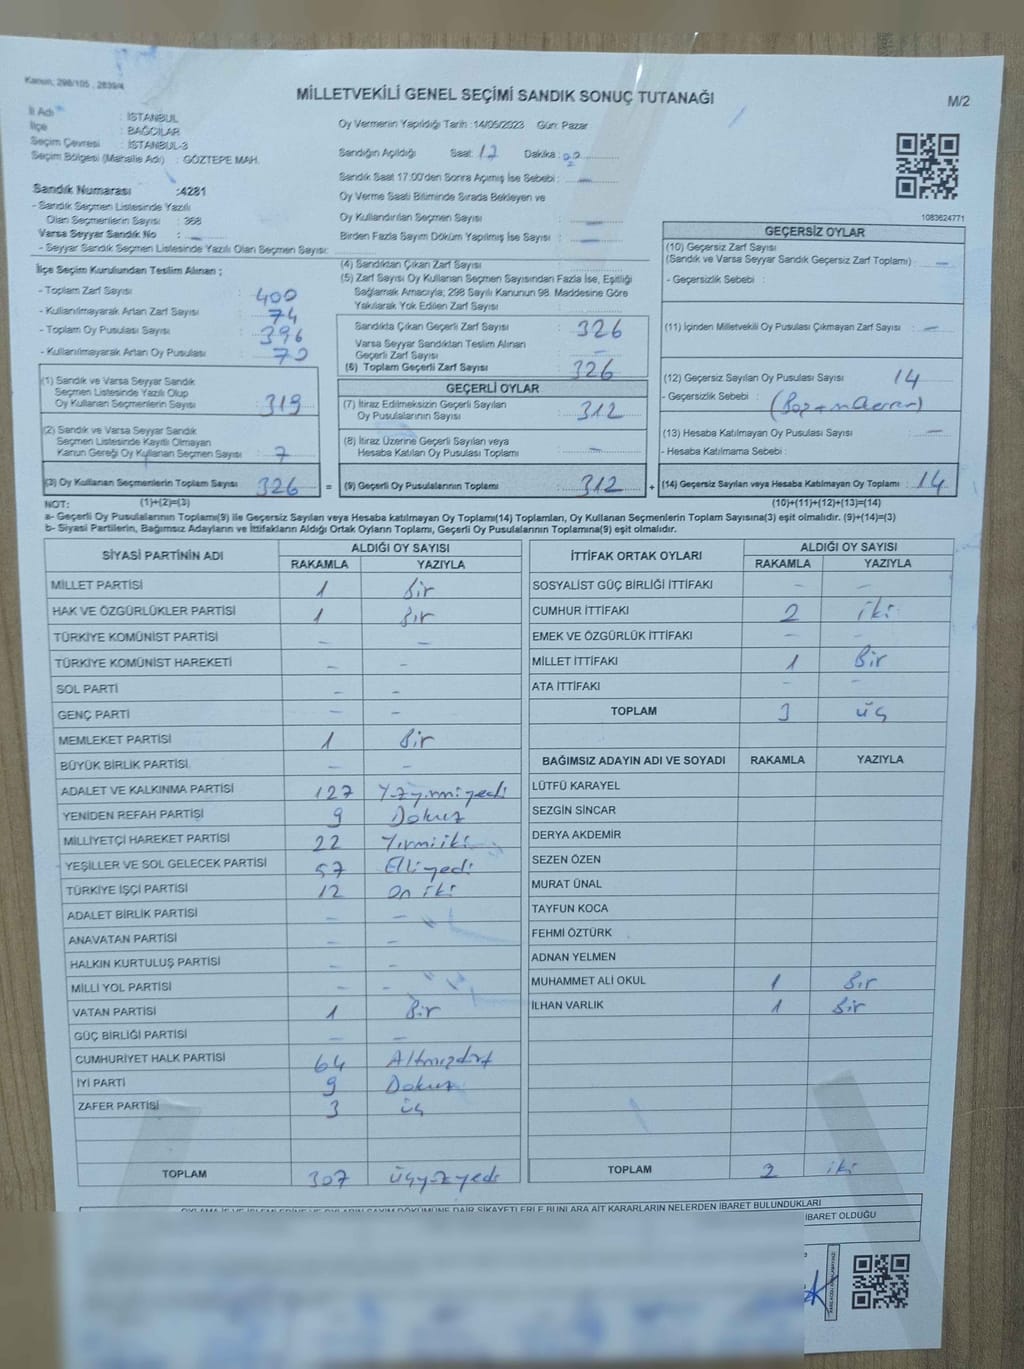 Kanun, 298/105 , 2839/4
MİLLETVEKİLİ GENEL SEÇİMİ SANDIK SONUÇ TUTANAĞI
M/2
İl Adı : İSTANBUL
İlçe : BAĞCILAR
Seçim Çevresi : İSTANBUL-3
Seçim Bölgesi (Mahalle Adı) : GÖZTEPE MAH.
Sandık Numarası :4281
- Sandık Seçmen Listesinde Yazılı
Olan Seçmenlerin Sayısı : 368
Varsa Seyyar Sandık No : -
- Seyyar Sandık Seçmen Listesinde Yazılı Olan Seçmen Sayısı:
Oy Vermenin Yapıldığı Tarih :14/05/2023 Gün: Pazar
Sandığın Açıldığı Saat: 17 Dakika :
Sandık Saat 17:00'den Sonra Açılmış İse Sebebi : -
Oy Verme Saati Bitiminde Sırada Bekleyen ve
Oy Kullandırılan Seçmen Sayısı -
Birden Fazla Sayım Döküm Yapılmış İse Sayısı -
1083624771
İlçe Seçim Kurulundan Teslim Alınan ;
- Toplam Zarf Sayısı : 400
- Kullanılmayarak Artan Zarf Sayısı : 74
- Toplam Oy Pusulası Sayısı : 396
- Kullanılmayarak Artan Oy Pusulası : 70
(1) Sandık ve Varsa Seyyar Sandık
Seçmen Listesinde Yazılı Olup
Oy Kullanan Seçmenlerin Sayısı : 319
(2) Sandık ve Varsa Seyyar Sandık
Seçmen Listesinde Kayıtlı Olmayan
Kanun Gereği Oy Kullanan Seçmen Sayısı : 7
(3) Oy Kullanan Seçmenlerin Toplam Sayısı 326
(1)+(2)=(3)
(4) Sandıktan Çıkan Zarf Sayısı :
(5) Zarf Sayısı Oy Kullanan Seçmen Sayısından Fazla İse, Eşitliği
Sağlamak Amacıyla; 298 Sayılı Kanunun 98. Maddesine Göre
Yakılarak Yok Edilen Zarf Sayısı :
Sandıkta Çıkan Geçerli Zarf Sayısı : 326
Varsa Seyyar Sandıktan Teslim Alınan
Geçerli Zarf Sayısı : -
(6) Toplam Geçerli Zarf Sayısı : 326
GEÇERLİ OYLAR
(7) İtiraz Edilmeksizin Geçerli Sayılan
Oy Pusulalarının Sayısı : 312
(8) İtiraz Üzerine Geçerli Sayılan veya
Hesaba Katılan Oy Pusulası Toplamı : -
= (9) Geçerli Oy Pusulalarının Toplamı : 312 +
GEÇERSİZ OYLAR
(10) Geçersiz Zarf Sayısı
(Sandık ve Varsa Seyyar Sandık Geçersiz Zarf Toplamı) : -
- Geçersizlik Sebebi :
(11) İçinden Milletvekili Oy Pusulası Çıkmayan Zarf Sayısı : -
(12) Geçersiz Sayılan Oy Pusulası Sayısı : 14
- Geçersizlik Sebebi :
(13) Hesaba Katılmayan Oy Pusulası Sayısı : -
- Hesaba Katılmama Sebebi :
(14) Geçersiz Sayılan veya Hesaba Katılmayan Oy Toplamı : 14
(10)+(11)+(12)+(13)=(14)
NOT:
a- Geçerli Oy Pusulalarının Toplamı(9) ile Geçersiz Sayılan veya Hesaba katılmayan Oy Toplamı(14) Toplamları, Oy Kullanan Seçmenlerin Toplam Sayısına(3) eşit olmalıdır. (9)+(14)=(3)
b- Siyasi Partilerin, Bağımsız Adayların ve İttifakların Aldığı Ortak Oyların Toplamı, Geçerli Oy Pusulalarının Toplamına(9) eşit olmalıdır.
SİYASİ PARTİNİN ADI ALDIĞI OY SAYISI
RAKAMLA YAZIYLA
MİLLET PARTİSİ 1 Bir
HAK VE ÖZGÜRLÜKLER PARTİSİ 1 Bir
TÜRKİYE KOMÜNİST PARTİSİ - -
TÜRKİYE KOMÜNİST HAREKETİ - -
SOL PARTİ - -
GENÇ PARTİ - -
MEMLEKET PARTİSİ 1 Bir
BÜYÜK BİRLİK PARTİSİ - -
ADALET VE KALKINMA PARTİSİ 127 Yüzyirmiyedi
YENİDEN REFAH PARTİSİ 9 Dokuz
MİLLİYETÇİ HAREKET PARTİSİ 22 Yirmiiki
YEŞİLLER VE SOL GELECEK PARTİSİ 57 Elliyedi
TÜRKİYE İŞÇİ PARTİSİ 12 On iki
ADALET BİRLİK PARTİSİ - -
ANAVATAN PARTİSİ - -
HALKIN KURTULUŞ PARTİSİ - -
MİLLİ YOL PARTİSİ - -
VATAN PARTİSİ 1 Bir
GÜÇ BİRLİĞİ PARTİSİ - -
CUMHURİYET HALK PARTİSİ 64 Altmışdört
İYİ PARTİ 9 Dokuz
ZAFER PARTİSİ 3 üç
TOPLAM 307 üçyüzyedi
İTTİFAK ORTAK OYLARI ALDIĞI OY SAYISI
RAKAMLA YAZIYLA
SOSYALİST GÜÇ BİRLİĞİ İTTİFAKI - -
CUMHUR İTTİFAKI 2 iki
EMEK VE ÖZGÜRLÜK İTTİFAKI - -
MİLLET İTTİFAKI 1 Bir
ATA İTTİFAKI - -
TOPLAM 3 üç
BAĞIMSIZ ADAYIN ADI VE SOYADI RAKAMLA YAZIYLA
LÜTFÜ KARAYEL
SEZGİN SİNCAR
DERYA AKDEMİR
SEZEN ÖZEN
MURAT ÜNAL
TAYFUN KOCA
FEHMİ ÖZTÜRK
ADNAN YELMEN
MUHAMMET ALİ OKUL 1 Bir
İLHAN VARLIK 1 Bir
TOPLAM 2 iki
OYLAMA İŞ VE İŞLEMLERİNE VE OYLARIN SAYIM DÖKÜMÜNE DAİR ŞİKAYETLERLE BUNLARA AİT KARARLARIN NELERDEN İBARET BULUNDUKLARI
İBARET OLDUĞU